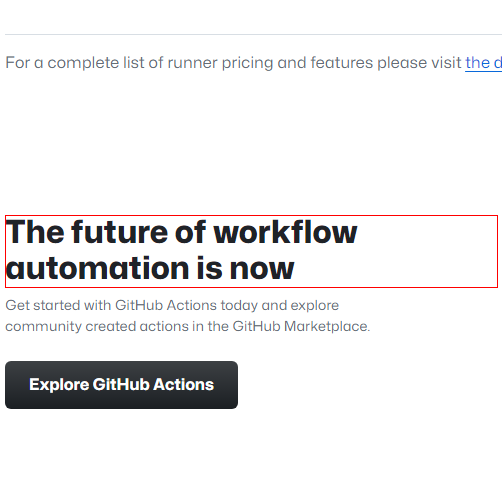 For a complete list of runner pricing and features please visit the
The future of workflow
automation is now
Get started with GitHub Actions today and explore
community created actions in the GitHub Marketplace.
Explore GitHub Actions